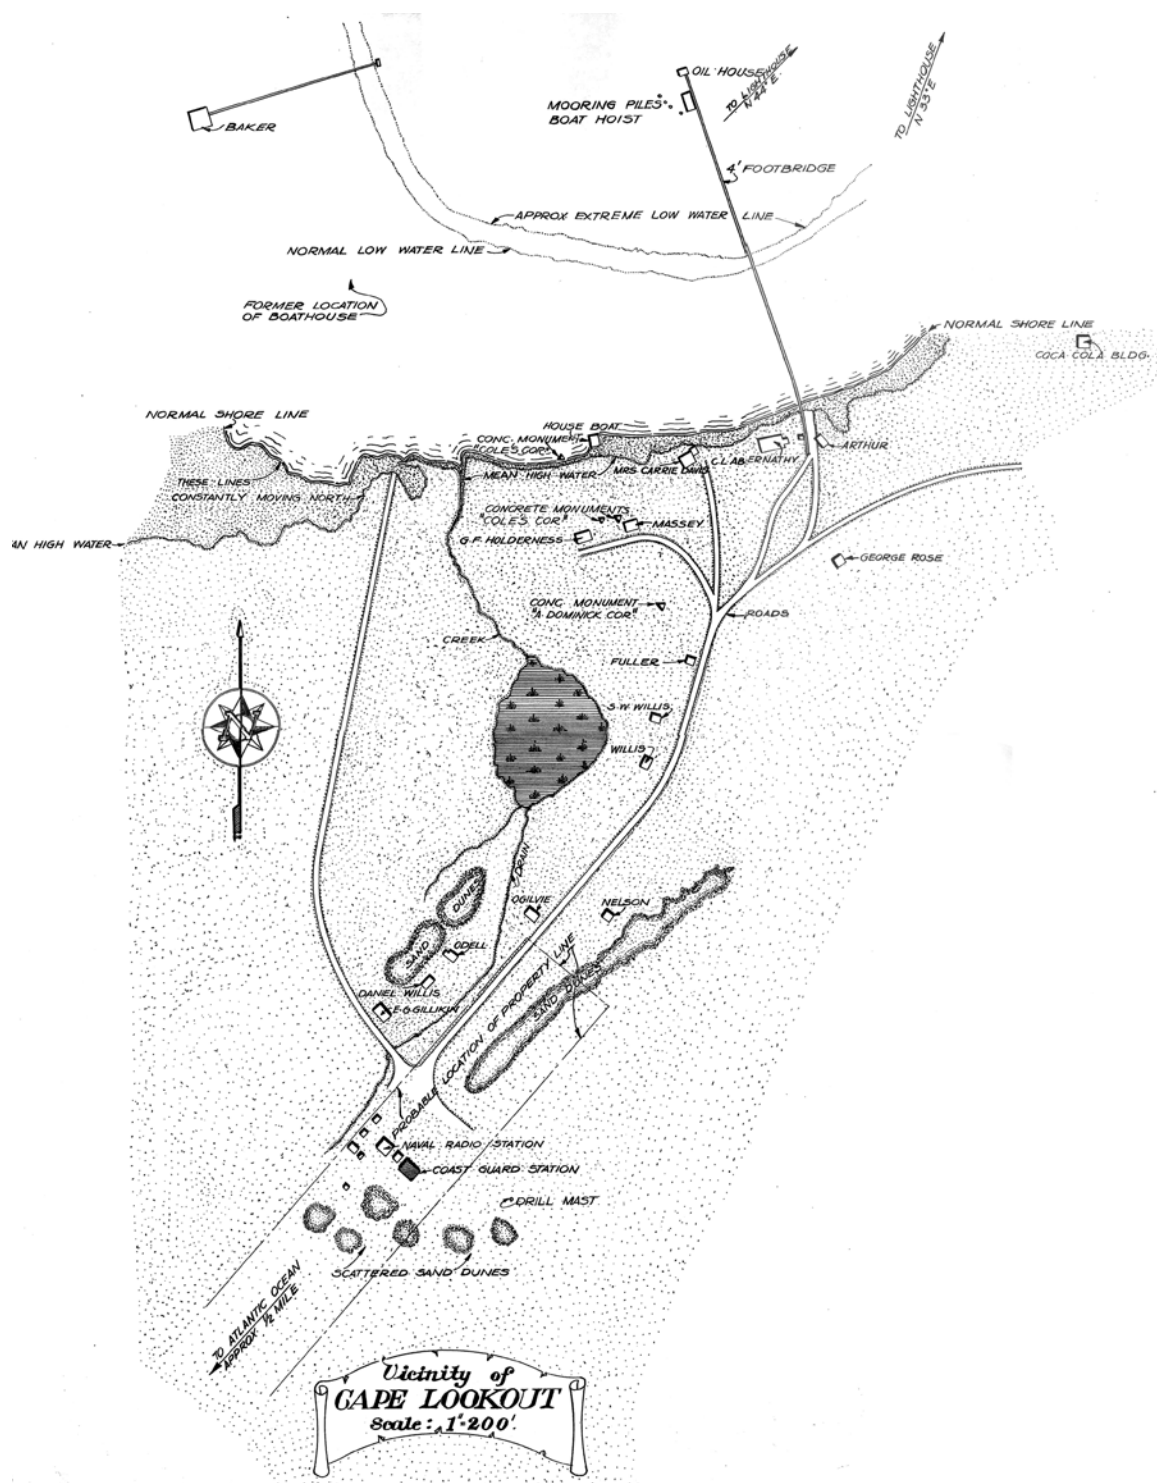 OIL HOUSE
TO LIGHTHOUSE
N 44° E.
TO LIGHTHOUSE
N 33° E
MOORING PILES
BOAT HOIST
BAKER
4' FOOTBRIDGE
APPROX. EXTREME LOW WATER LINE
NORMAL LOW WATER LINE
FORMER LOCATION
OF BOATHOUSE
NORMAL SHORE LINE
COCA COLA BLDG.
NORMAL SHORE LINE
HOUSE BOAT
CONC. MONUMENT
"COLES COR"
ARTHUR
C.L. ABERNATHY
MRS CARRIE DAVIS
MEAN HIGH WATER
THESE LINES
CONSTANTLY MOVING NORTH
CONCRETE MONUMENTS
"COLES COR"
MASSEY
G.F. HOLDERNESS
AN HIGH WATER
GEORGE ROSE
CONC. MONUMENT
"A. DOMINICK COR"
ROADS
CREEK
FULLER
S.W. WILLIS
WILLIS
DRAIN
DUNES
SAND
OGILVIE
NELSON
ODELL
DANIEL WILLIS
E.G. GILLIKIN
SAND DUNES
PROBABLE LOCATION OF PROPERTY LINE
NAVAL RADIO STATION
COAST GUARD STATION
DRILL MAST
SCATTERED SAND DUNES
TO ATLANTIC OCEAN
APPROX 1/2 MILE
Vicinity of
CAPE LOOKOUT
Scale: 1"=200'.